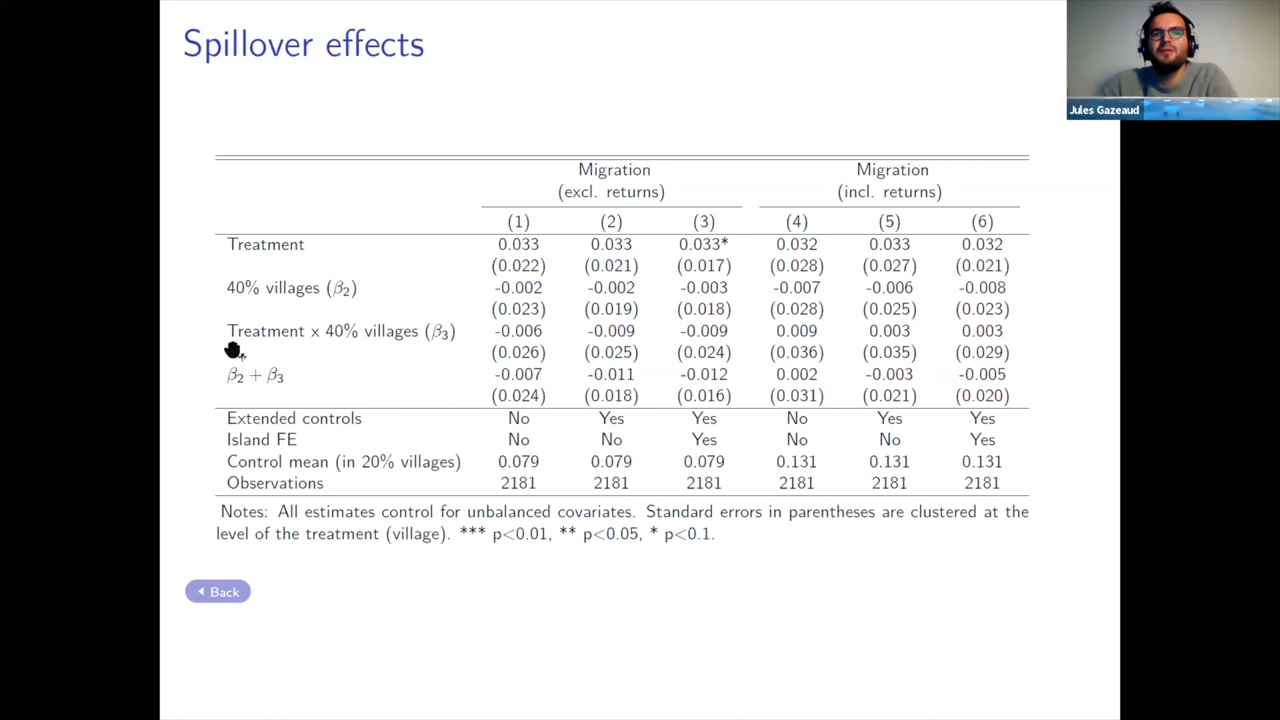 Spillover effects
Jules Gazeaud
Migration Migration
(excl. returns) (incl. returns)
(1) (2) (3) (4) (5) (6)
Treatment 0.033 0.033 0.033* 0.032 0.033 0.032
(0.022) (0.021) (0.017) (0.028) (0.027) (0.021)
40% villages (β₂) -0.002 -0.002 -0.003 -0.007 -0.006 -0.008
(0.023) (0.019) (0.018) (0.028) (0.025) (0.023)
Treatment x 40% villages (β₃) -0.006 -0.009 -0.009 0.009 0.003 0.003
(0.026) (0.025) (0.024) (0.036) (0.035) (0.029)
β₂ + β₃ -0.007 -0.011 -0.012 0.002 -0.003 -0.005
(0.024) (0.018) (0.016) (0.031) (0.021) (0.020)
Extended controls No Yes Yes No Yes Yes
Island FE No No Yes No No Yes
Control mean (in 20% villages) 0.079 0.079 0.079 0.131 0.131 0.131
Observations 2181 2181 2181 2181 2181 2181
Notes: All estimates control for unbalanced covariates. Standard errors in parentheses are clustered at the
level of the treatment (village). *** p<0.01, ** p<0.05, * p<0.1.
Back